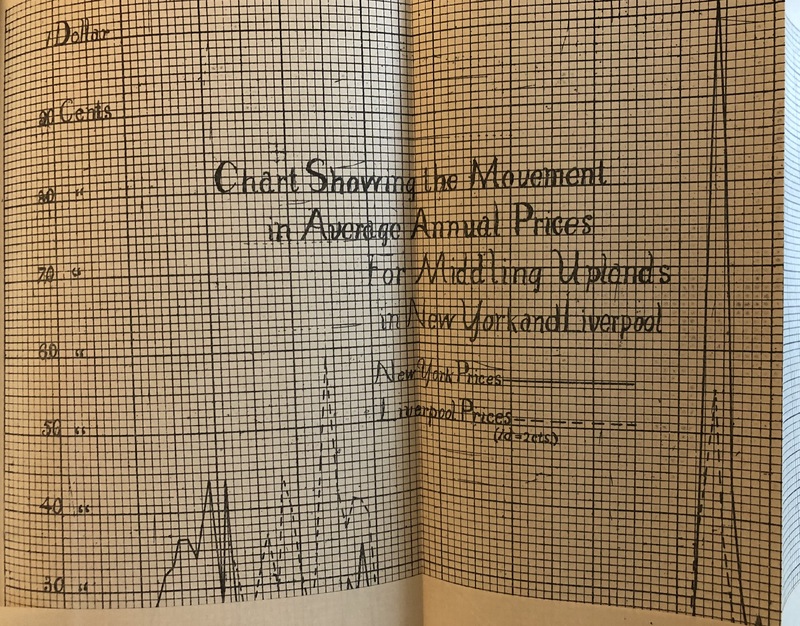 1 Dollar
90 Cents
80 "
70 "
60 "
50 "
40 "
30 "
Chart Showing the Movement
in Average Annual Prices
For Middling Uplands
in New York and Liverpool
New York Prices
Liverpool Prices
(1d=2cts)